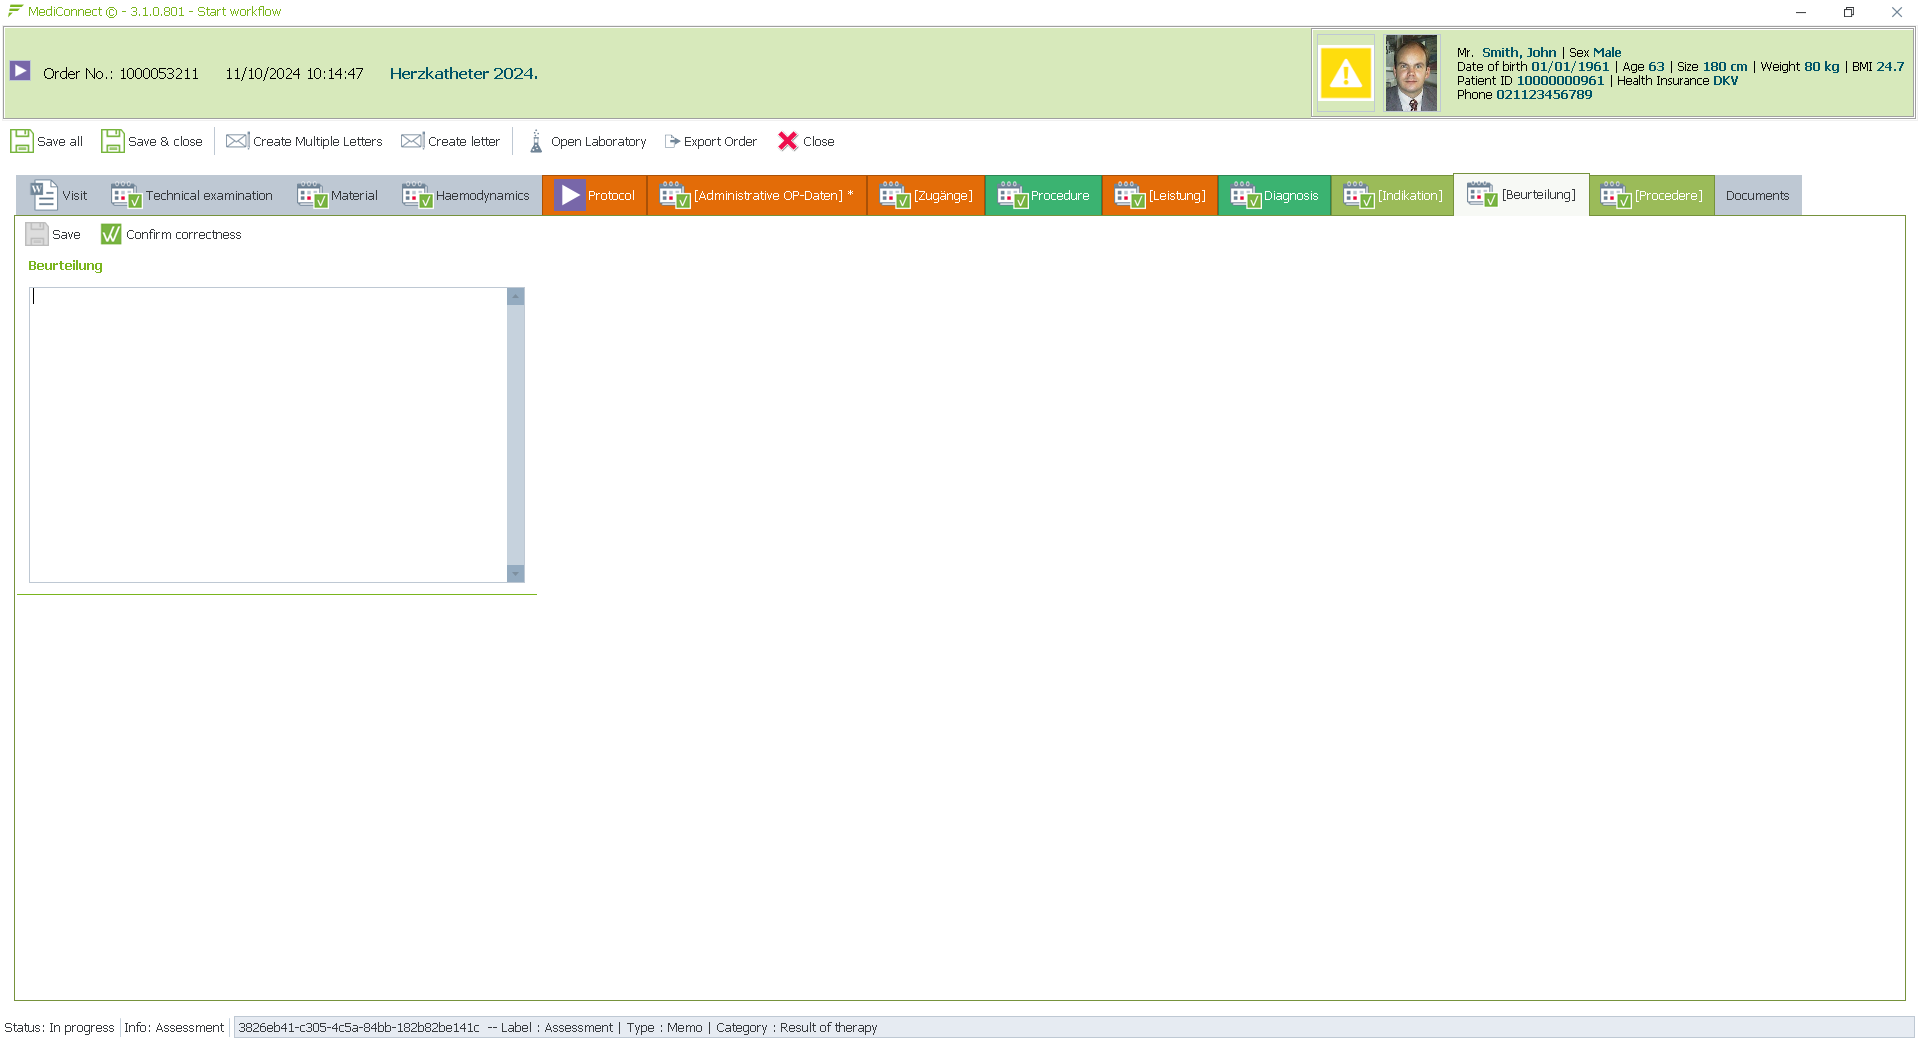 MediConnect © - 3.1.0.801 - Start workflow
Order No.: 1000053211 11/10/2024 10:14:47 Herzkatheter 2024.
Mr. Smith, John | Sex Male
Date of birth 01/01/1961 | Age 63 | Size 180 cm | Weight 80 kg | BMI 24.7
Patient ID 10000000961 | Health Insurance DKV
Phone 021123456789
Save all Save & close Create Multiple Letters Create letter Open Laboratory Export Order Close
Visit Technical examination Material Haemodynamics Protocol [Administrative OP-Daten] * [Zugänge] Procedure [Leistung] Diagnosis [Indikation] [Beurteilung] [Procedere] Documents
Save Confirm correctness
Beurteilung
Status: In progress Info: Assessment 3826eb41-c305-4c5a-84bb-182b82be141c -- Label : Assessment | Type : Memo | Category : Result of therapy